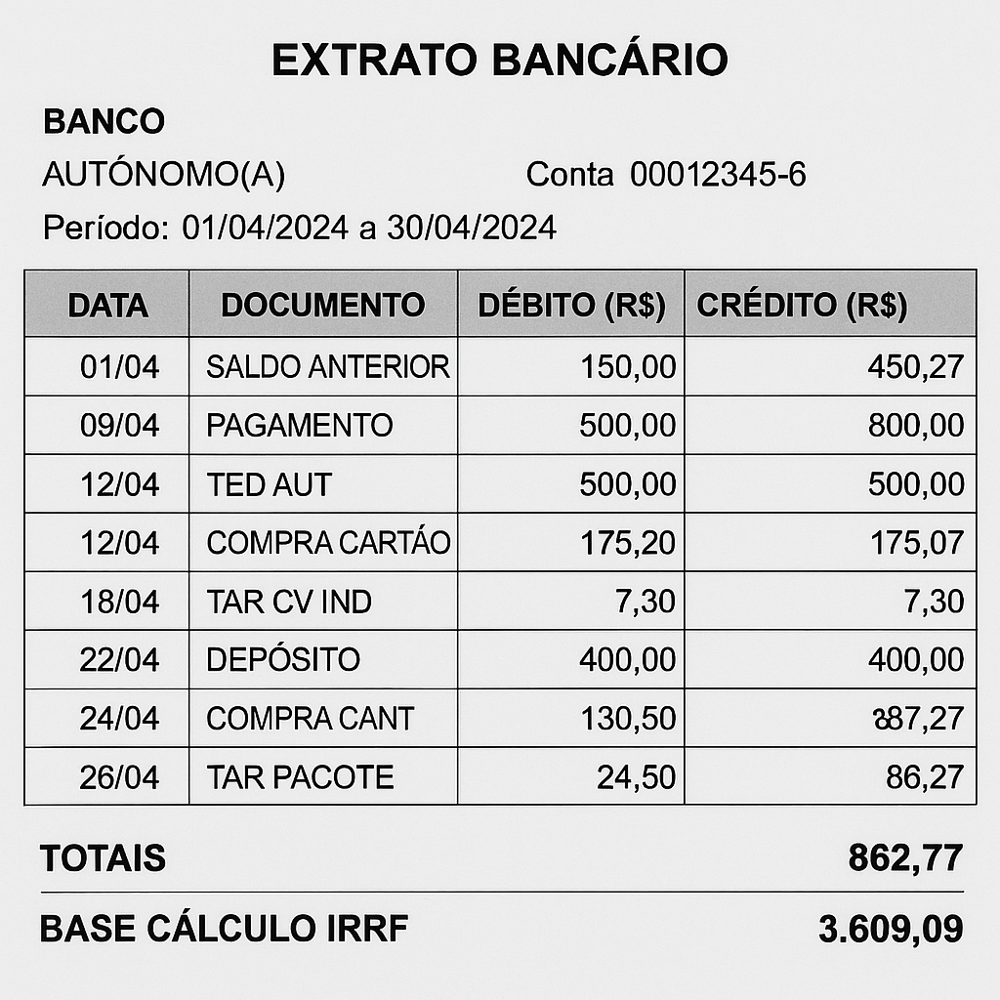 EXTRATO BANCÁRIO
BANCO
AUTÓNOMO(A) Conta 00012345-6
Período: 01/04/2024 a 30/04/2024
DATA DOCUMENTO DÉBITO (R$) CRÉDITO (R$)
01/04 SALDO ANTERIOR 150,00 450,27
09/04 PAGAMENTO 500,00 800,00
12/04 TED AUT 500,00 500,00
12/04 COMPRA CARTÁO 175,20 175,07
18/04 TAR CV IND 7,30 7,30
22/04 DEPÓSITO 400,00 400,00
24/04 COMPRA CANT 130,50
26/04 TAR PACOTE 24,50 86,27
TOTAIS 862,77
BASE CÁLCULO IRRF 3.609,09